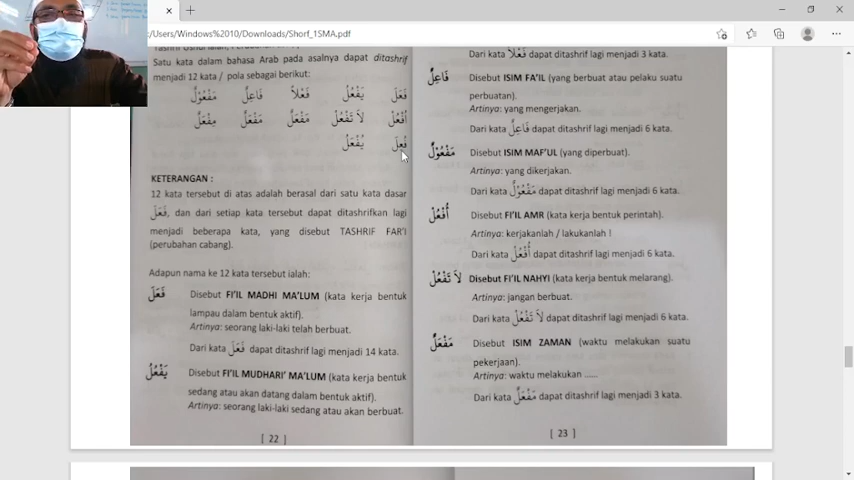 /Users/Windows%2010/Downloads/Shorf_1SMA.pdf
Satu kata dalam bahasa Arab pada asalnya dapat ditashrif
menjadi 12 kata / pola sebagai berikut:
فَعَلَ يَفْعُلُ فَعْلاً فَاعِلٌ مَفْعُوْلٌ
اُفْعُلْ لاَ تَفْعُلْ مَفْعَلٌ مَفْعَلٌ مِفْعَلٌ
فُعِلَ يُفْعَلُ
KETERANGAN :
12 kata tersebut di atas adalah berasal dari satu kata dasar
فَعَلَ, dan dari setiap kata tersebut dapat ditashrifkan lagi
menjadi beberapa kata, yang disebut TASHRIF FAR'I
(perubahan cabang).
Adapun nama ke 12 kata tersebut ialah:
فَعَلَ Disebut FI'IL MADHI MA'LUM (kata kerja bentuk
lampau dalam bentuk aktif).
Artinya: seorang laki-laki telah berbuat.
Dari kata فَعَلَ dapat ditashrif lagi menjadi 14 kata.
يَفْعُلُ Disebut FI'IL MUDHARI' MA'LUM (kata kerja bentuk
sedang atau akan datang dalam bentuk aktif).
Artinya: seorang laki-laki sedang atau akan berbuat.
[ 22 ]
Dari kata فَعْلاً dapat ditashrif lagi menjadi 3 kata.
فَاعِلٌ Disebut ISIM FA'IL (yang berbuat atau pelaku suatu
perbuatan).
Artinya: yang mengerjakan.
Dari kata فَاعِلٌ dapat ditashrif lagi menjadi 6 kata.
مَفْعُوْلٌ Disebut ISIM MAF'UL (yang diperbuat).
Artinya: yang dikerjakan.
Dari kata مَفْعُوْلٌ dapat ditashrif lagi menjadi 6 kata.
اُفْعُلْ Disebut FI'IL AMR (kata kerja bentuk perintah).
Artinya: kerjakanlah / lakukanlah !
Dari kata اُفْعُلْ dapat ditashrif lagi menjadi 6 kata.
لاَ تَفْعُلْ Disebut FI'IL NAHYI (kata kerja bentuk melarang).
Artinya: jangan berbuat.
Dari kata لاَ تَفْعُلْ dapat ditashrif lagi menjadi 6 kata.
مَفْعَلٌ Disebut ISIM ZAMAN (waktu melakukan suatu
pekerjaan).
Artinya: waktu melakukan ......
Dari kata مَفْعَلٌ dapat ditashrif lagi menjadi 3 kata.
[ 23 ]